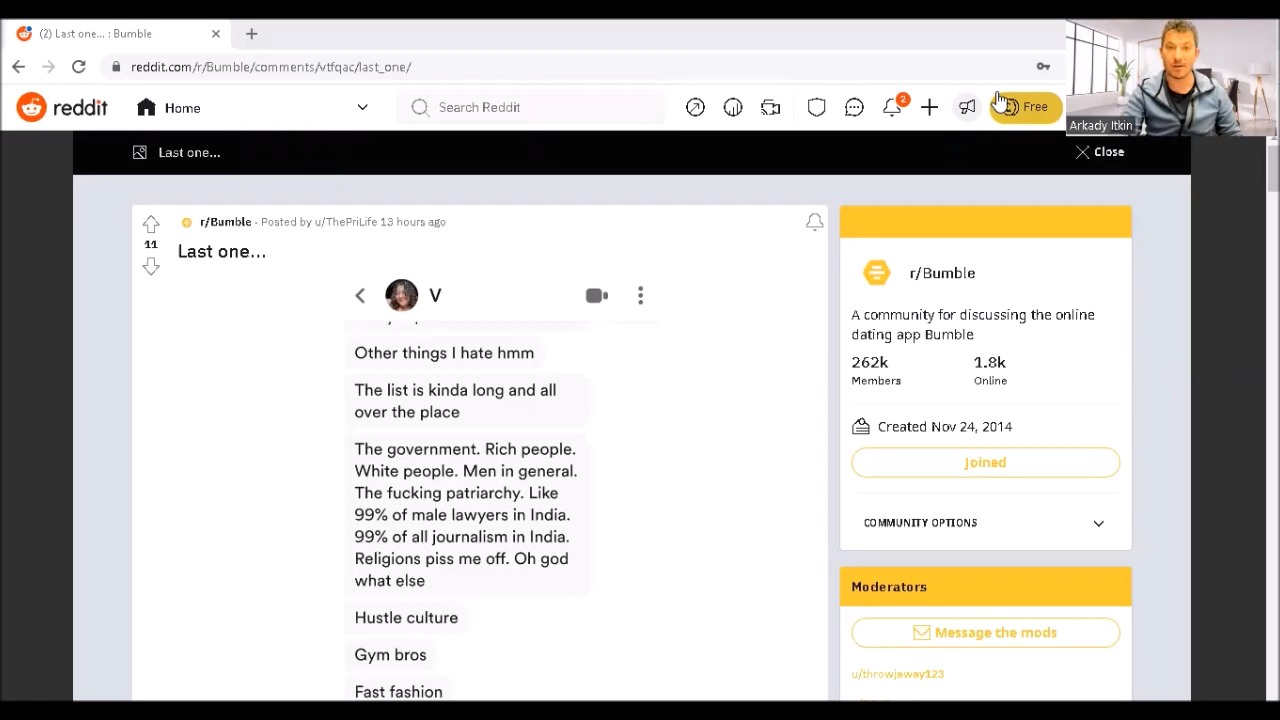 (2) Last one... : Bumble
reddit.com/r/Bumble/comments/vtfqac/last_one/
reddit
Home
Search Reddit
2
Free
Arkady Itkin
Last one...
Close
r/Bumble · Posted by u/ThePriLife 13 hours ago
11
Last one...
V
Other things I hate hmm
The list is kinda long and all
over the place
The government. Rich people.
White people. Men in general.
The fucking patriarchy. Like
99% of male lawyers in India.
99% of all journalism in India.
Religions piss me off. Oh god
what else
Hustle culture
Gym bros
Fast fashion
r/Bumble
A community for discussing the online
dating app Bumble
262k
1.8k
Members
Online
Created Nov 24, 2014
Joined
COMMUNITY OPTIONS
Moderators
Message the mods
u/throwjaway123